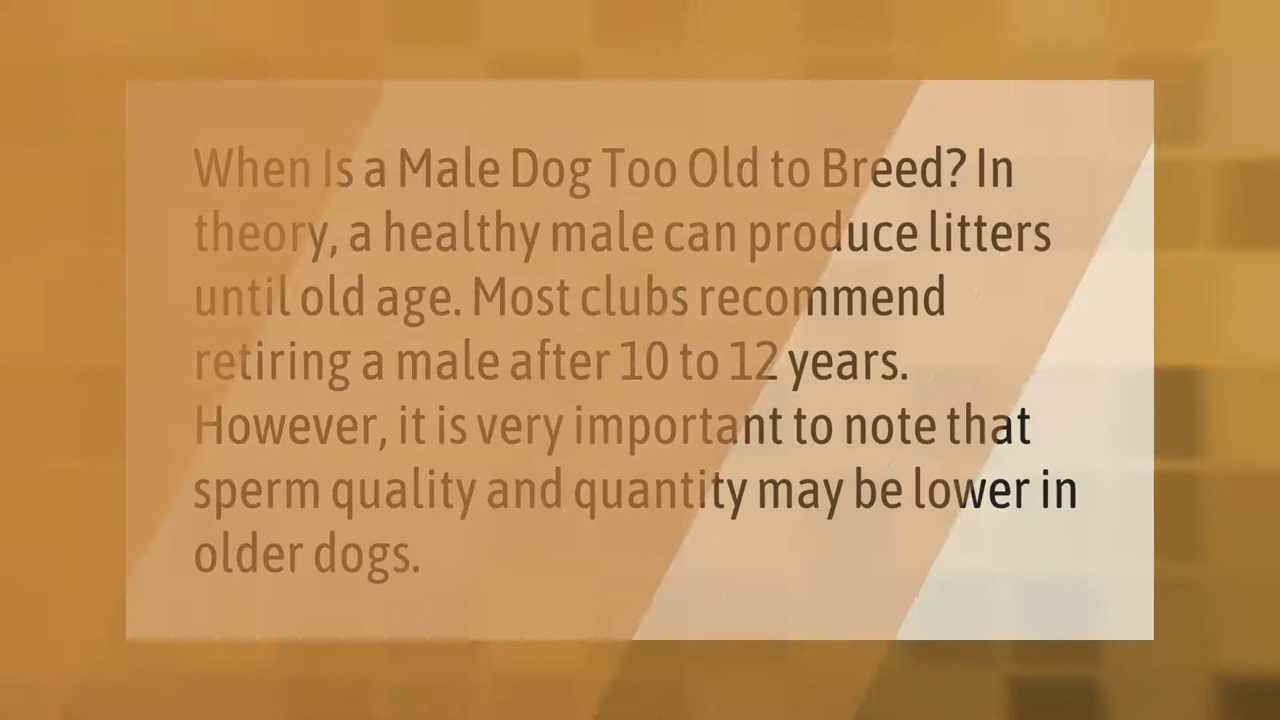 When Is a Male Dog Too Old to Breed? In
theory, a healthy male can produce litters
until old age. Most clubs recommend
retiring a male after 10 to 12 years.
However, it is very important to note that
sperm quality and quantity may be lower in
older dogs.